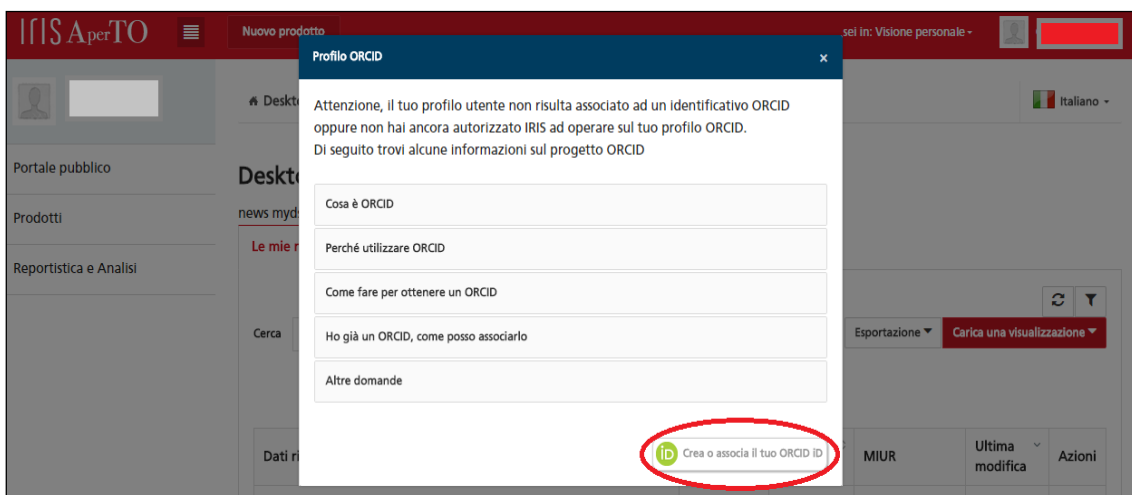 IRIS AperTO
Nuovo prodotto
sei in: Visione personale
Profilo ORCID
×
Attenzione, il tuo profilo utente non risulta associato ad un identificativo ORCID
oppure non hai ancora autorizzato IRIS ad operare sul tuo profilo ORCID.
Di seguito trovi alcune informazioni sul progetto ORCID
Cosa è ORCID
Perché utilizzare ORCID
Come fare per ottenere un ORCID
Ho già un ORCID, come posso associarlo
Altre domande
iD Crea o associa il tuo ORCID iD
Portale pubblico
Prodotti
Reportistica e Analisi
Deskt
Italiano
Deskt
news myd
Le mie r
Cerca
Esportazione
Carica una visualizzazione
Dati ri
MIUR
Ultima
modifica
Azioni